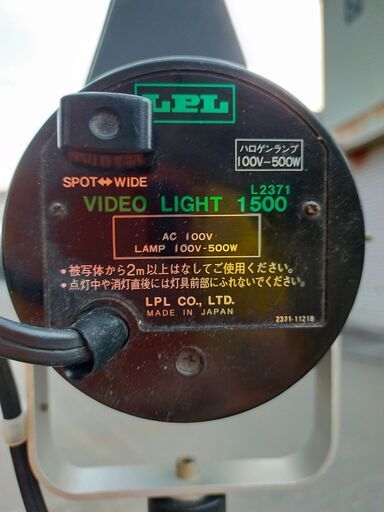 LPL
ハロゲンランプ
100V-500W
SPOT↔WIDE
L2371
VIDEO LIGHT 1500
AC 100V
LAMP 100V-500W
•被写体から2m以上はなしてご使用ください。
•点灯中や消灯直後には灯具前部にふれないでください。
LPL CO., LTD.
MADE IN JAPAN
2371-11218